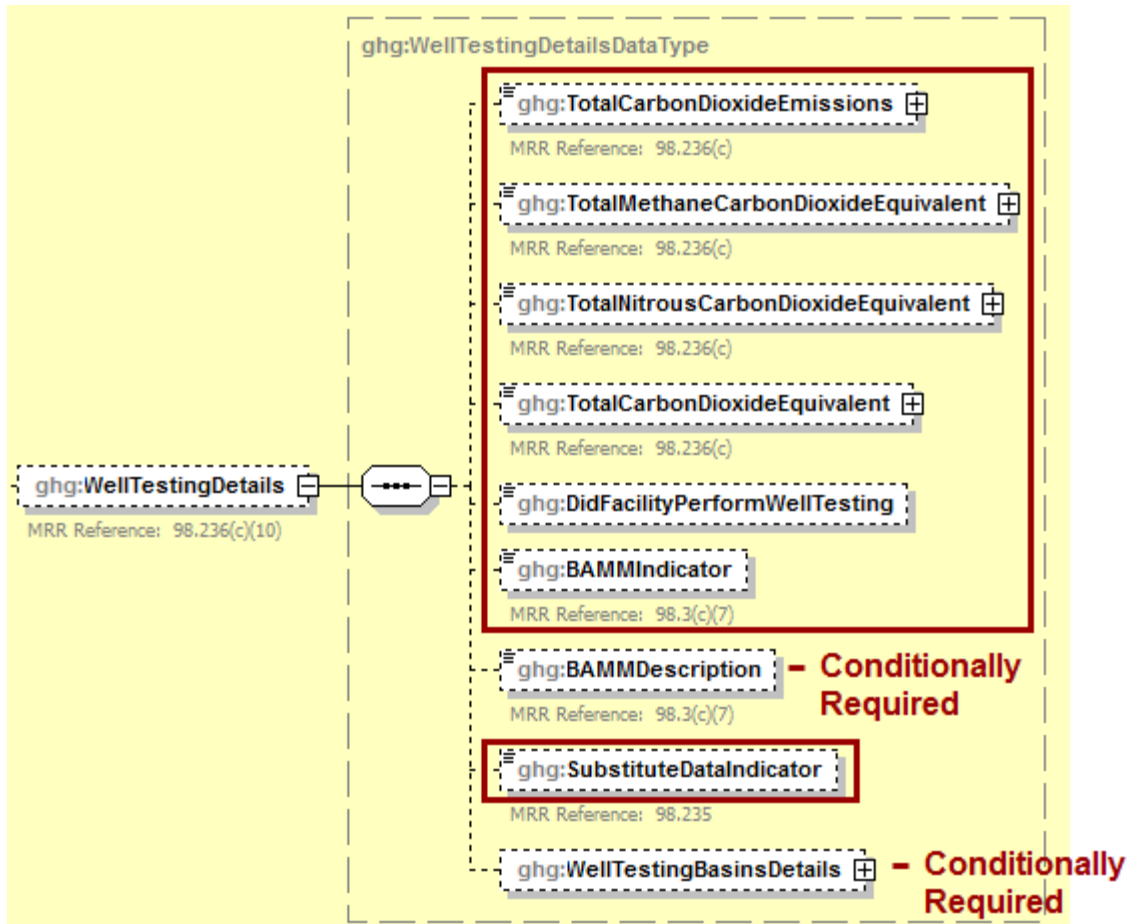 ghg:WellTestingDetailsDataType
ghg:TotalCarbonDioxideEmissions
MRR Reference: 98.236(c)
ghg:TotalMethaneCarbonDioxideEquivalent
MRR Reference: 98.236(c)
ghg:TotalNitrousCarbonDioxideEquivalent
MRR Reference: 98.236(c)
ghg:TotalCarbonDioxideEquivalent
MRR Reference: 98.236(c)
ghg:WellTestingDetails
MRR Reference: 98.236(c)(10)
ghg:DidFacilityPerformWellTesting
ghg:BAMMIndicator
MRR Reference: 98.3(c)(7)
ghg:BAMMDescription
MRR Reference: 98.3(c)(7)
– Conditionally
Required
ghg:SubstituteDataIndicator
MRR Reference: 98.235
ghg:WellTestingBasinsDetails
– Conditionally
Required